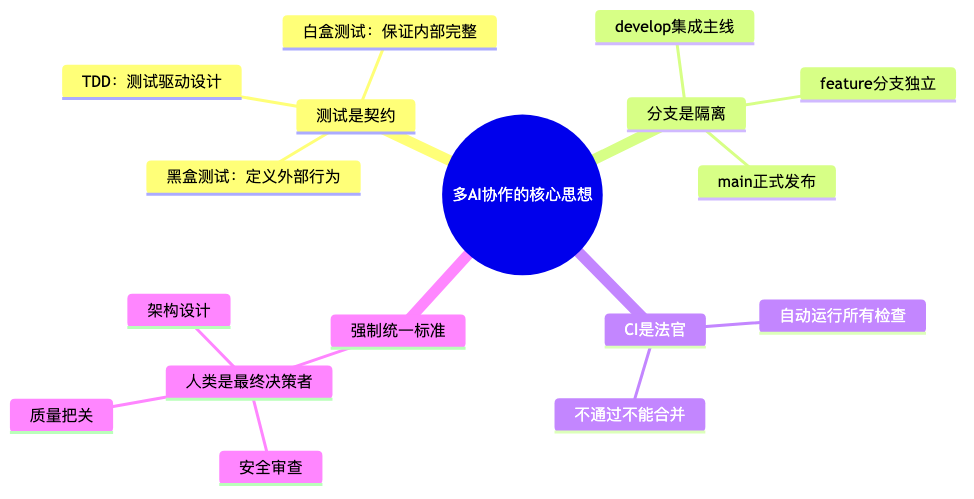 多AI协作的核心思想
测试是契约
白盒测试：保证内部完整
TDD：测试驱动设计
黑盒测试：定义外部行为
分支是隔离
develop集成主线
feature分支独立
main正式发布
CI是法官
自动运行所有检查
不通过不能合并
强制统一标准
人类是最终决策者
架构设计
质量把关
安全审查